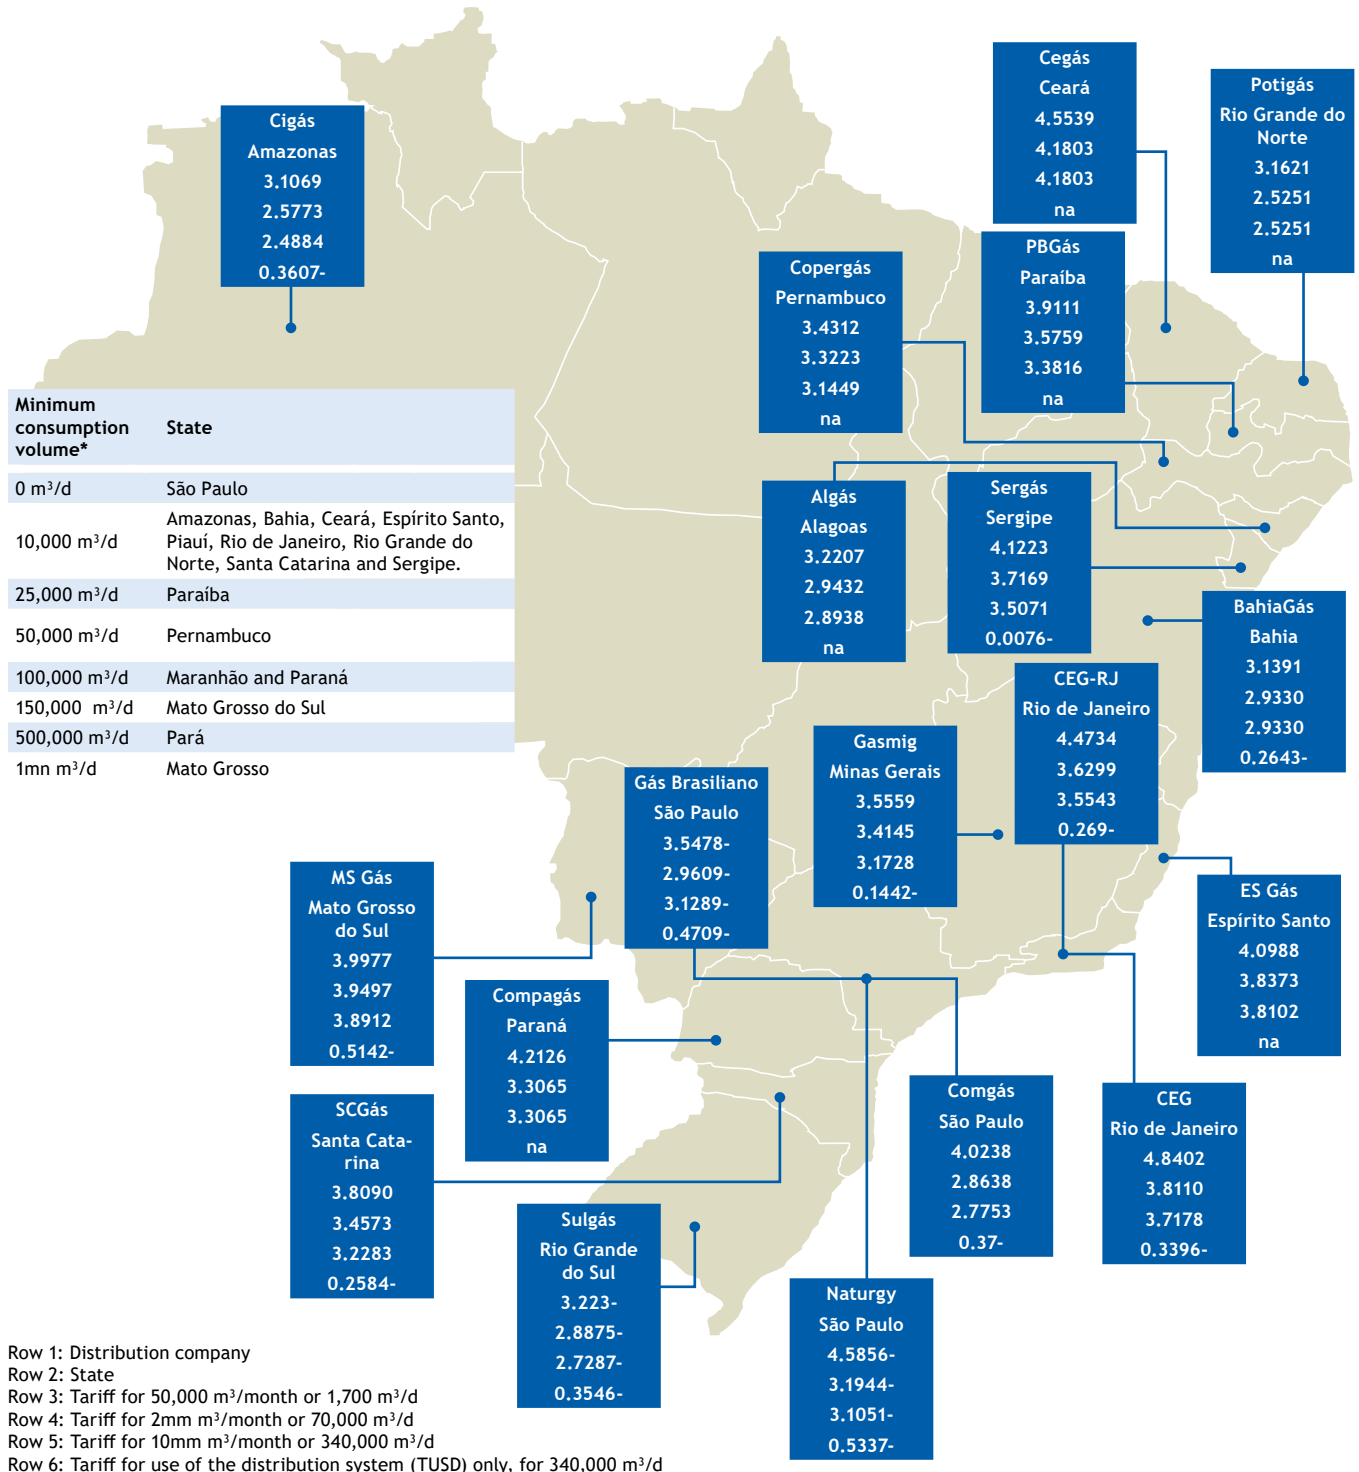 Cigás
Amazonas
3.1069
2.5773
2.4884
0.3607-
Cegás
Ceará
4.5539
4.1803
4.1803
na
Potigás
Rio Grande do
Norte
3.1621
2.5251
2.5251
na
Copergás
Pernambuco
3.4312
3.3223
3.1449
na
PBGás
Paraíba
3.9111
3.5759
3.3816
na
Minimum
consumption
volume*
State
0 m³/d
São Paulo
10,000 m³/d
Amazonas, Bahia, Ceará, Espírito Santo,
Piauí, Rio de Janeiro, Rio Grande do
Norte, Santa Catarina and Sergipe.
25,000 m³/d
Paraíba
50,000 m³/d
Pernambuco
100,000 m³/d
Maranhão and Paraná
150,000 m³/d
Mato Grosso do Sul
500,000 m³/d
Pará
1mn m³/d
Mato Grosso
Algás
Alagoas
3.2207
2.9432
2.8938
na
Sergás
Sergipe
4.1223
3.7169
3.5071
0.0076-
BahiaGás
Bahia
3.1391
2.9330
2.9330
0.2643-
CEG-RJ
Rio de Janeiro
4.4734
3.6299
3.5543
0.269-
Gasmig
Minas Gerais
3.5559
3.4145
3.1728
0.1442-
Gás Brasiliano
São Paulo
3.5478-
2.9609-
3.1289-
0.4709-
MS Gás
Mato Grosso
do Sul
3.9977
3.9497
3.8912
0.5142-
ES Gás
Espírito Santo
4.0988
3.8373
3.8102
na
Compagás
Paraná
4.2126
3.3065
3.3065
na
Comgás
São Paulo
4.0238
2.8638
2.7753
0.37-
CEG
Rio de Janeiro
4.8402
3.8110
3.7178
0.3396-
SCGás
Santa Cata-
rina
3.8090
3.4573
3.2283
0.2584-
Sulgás
Rio Grande
do Sul
3.223-
2.8875-
2.7287-
0.3546-
Naturgy
São Paulo
4.5856-
3.1944-
3.1051-
0.5337-
Row 1: Distribution company
Row 2: State
Row 3: Tariff for 50,000 m³/month or 1,700 m³/d
Row 4: Tariff for 2mm m³/month or 70,000 m³/d
Row 5: Tariff for 10mm m³/month or 340,000 m³/d
Row 6: Tariff for use of the distribution system (TUSD) only, for 340,000 m³/d